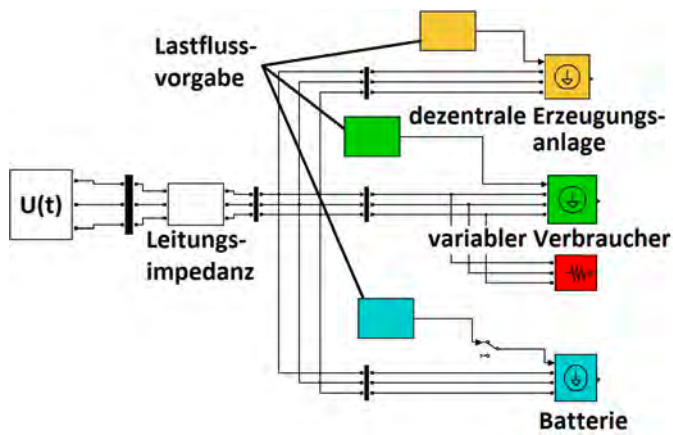 Lastfluss-
vorgabe
dezentrale Erzeugungs-
anlage
U(t)
Leitungs-
impedanz
variabler Verbraucher
Batterie